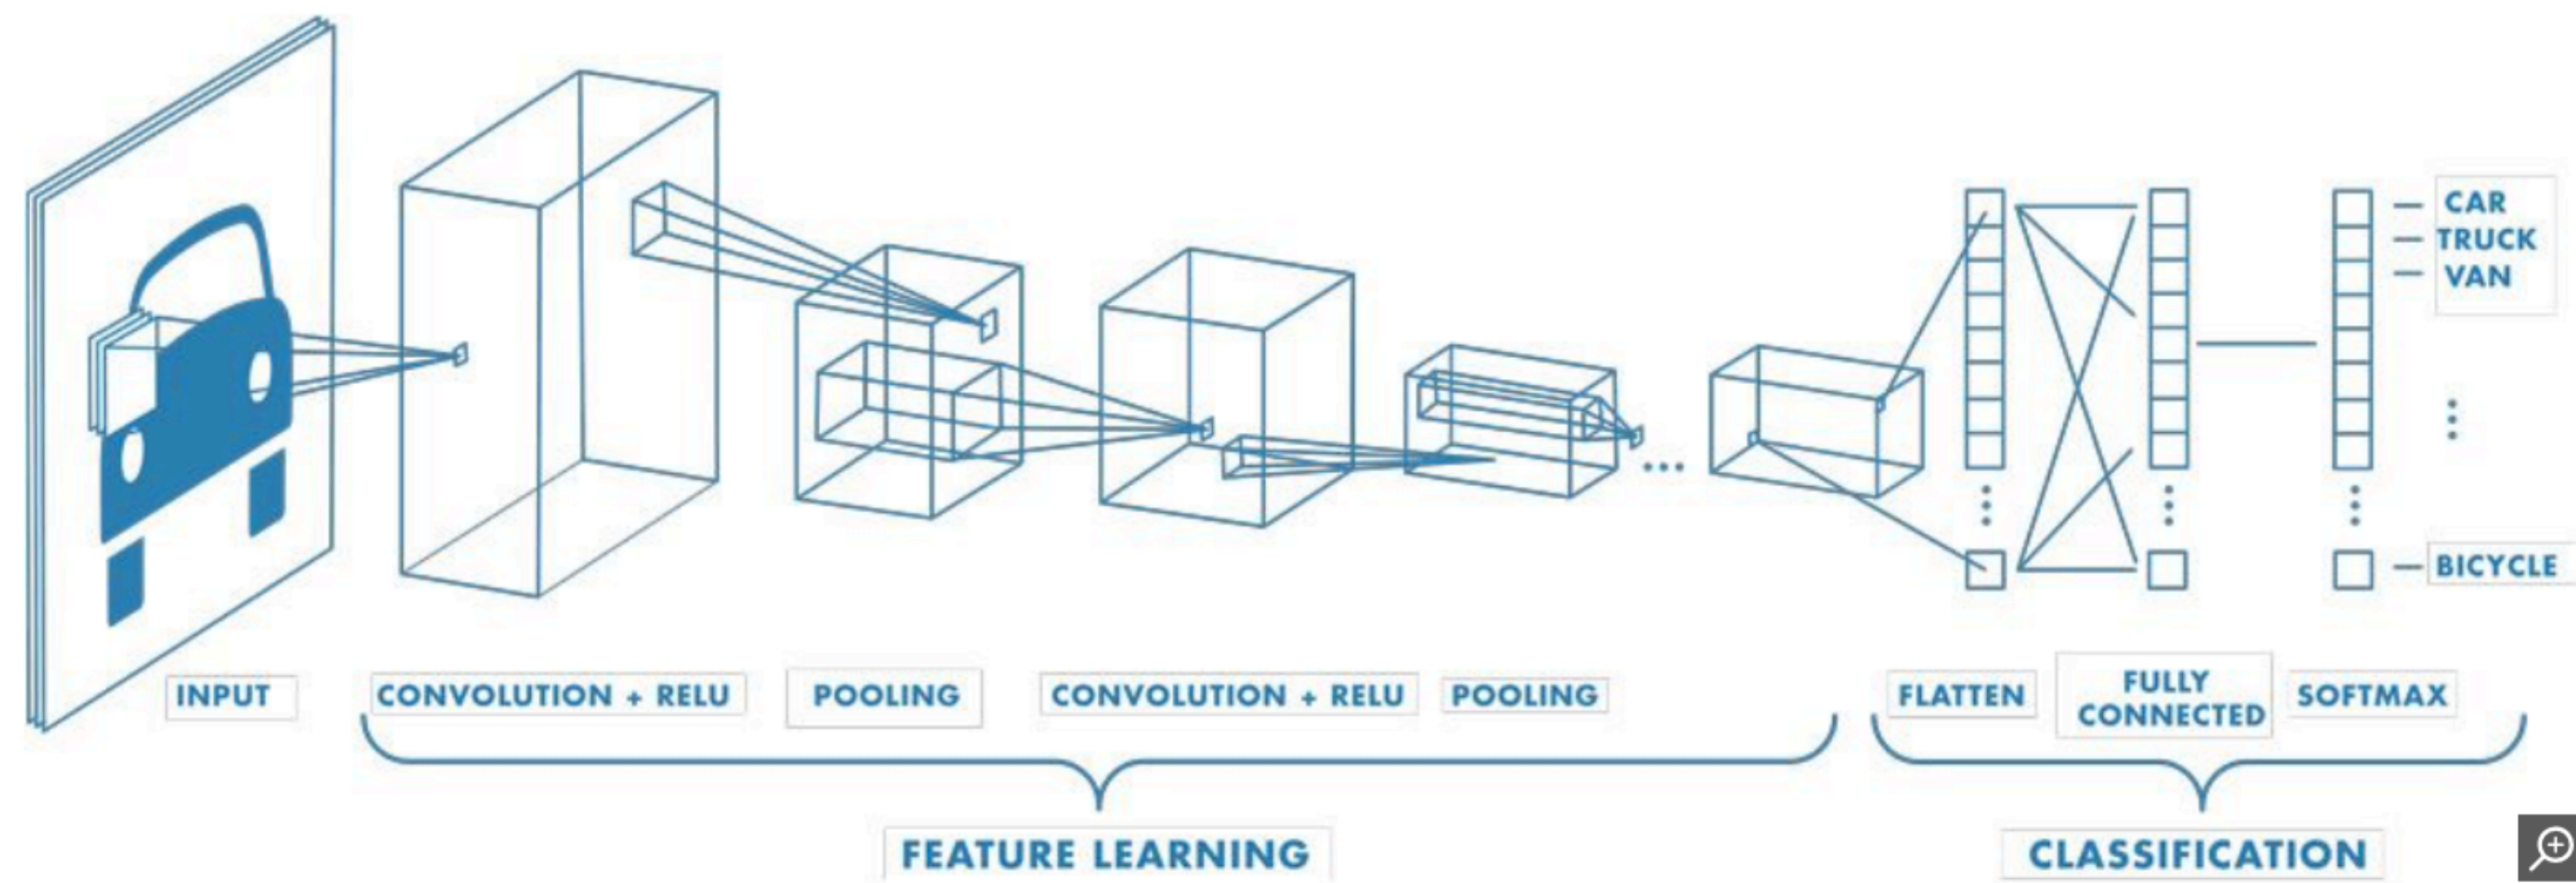 CAR
TRUCK
VAN
BICYCLE
INPUT
CONVOLUTION + RELU
POOLING
CONVOLUTION + RELU
POOLING
FLATTEN
FULLY
CONNECTED
SOFTMAX
FEATURE LEARNING
CLASSIFICATION